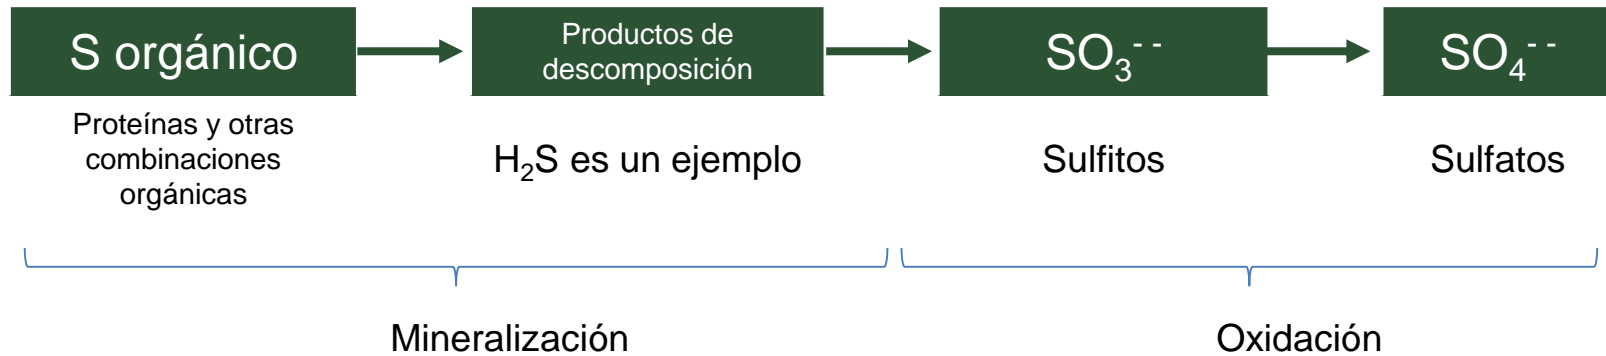 S orgánico
Productos de
descomposición
SO₃⁻ ⁻
SO₄⁻ ⁻
Proteínas y otras
combinaciones
orgánicas
H₂S es un ejemplo
Sulfitos
Sulfatos
Mineralización
Oxidación